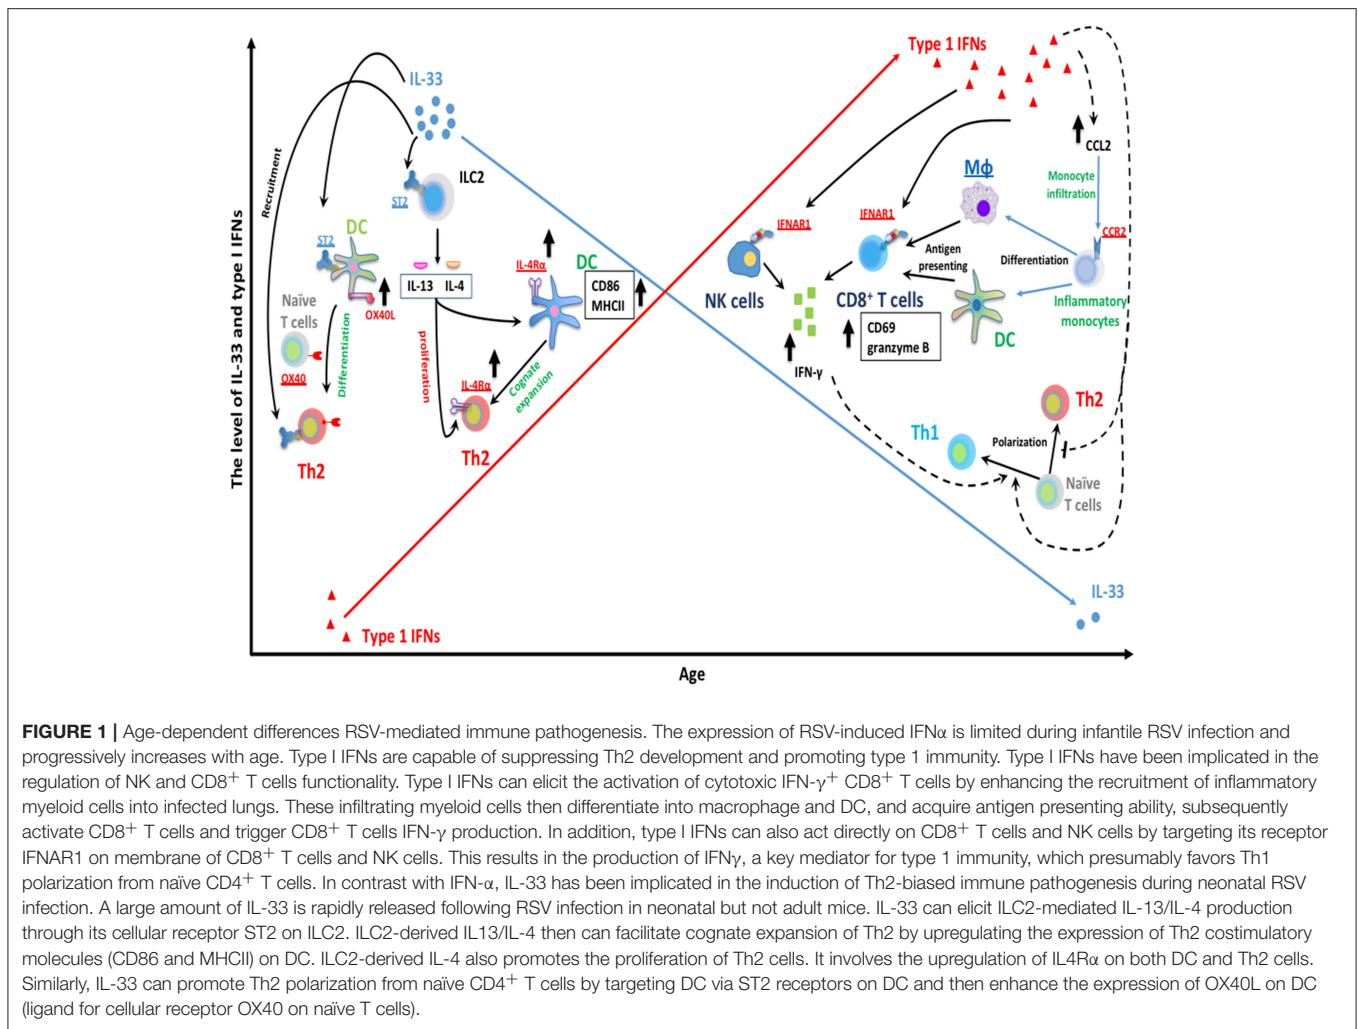 The level of IL-33 and type I IFNs
Age
IL-33
Recruitment
ST2
ILC2
ST2
DC
OX40L
Naïve
T cells
OX40
Differentiation
Th2
IL-13 IL-4
proliferation
IL-4Rα
DC
CD86
MHCII
IL-4Rα
Cognate
expansion
Th2
Type 1 IFNs
Type 1 IFNs
CCL2
Monocyte
infiltration
CCR2
Mϕ
IFNAR1
IFNAR1
Antigen
presenting
Differentiation
Inflammatory
monocytes
NK cells
CD8⁺ T cells
DC
CD69
granzyme B
IFN-γ
Th2
Th1
Polarization
Naïve
T cells
IL-33
FIGURE 1 | Age-dependent differences RSV-mediated immune pathogenesis. The expression of RSV-induced IFNα is limited during infantile RSV infection and
progressively increases with age. Type I IFNs are capable of suppressing Th2 development and promoting type 1 immunity. Type I IFNs have been implicated in the
regulation of NK and CD8⁺ T cells functionality. Type I IFNs can elicit the activation of cytotoxic IFN-γ⁺ CD8⁺ T cells by enhancing the recruitment of inflammatory
myeloid cells into infected lungs. These infiltrating myeloid cells then differentiate into macrophage and DC, and acquire antigen presenting ability, subsequently
activate CD8⁺ T cells and trigger CD8⁺ T cells IFN-γ production. In addition, type I IFNs can also act directly on CD8⁺ T cells and NK cells by targeting its receptor
IFNAR1 on membrane of CD8⁺ T cells and NK cells. This results in the production of IFNγ, a key mediator for type 1 immunity, which presumably favors Th1
polarization from naïve CD4⁺ T cells. In contrast with IFN-α, IL-33 has been implicated in the induction of Th2-biased immune pathogenesis during neonatal RSV
infection. A large amount of IL-33 is rapidly released following RSV infection in neonatal but not adult mice. IL-33 can elicit ILC2-mediated IL-13/IL-4 production
through its cellular receptor ST2 on ILC2. ILC2-derived IL13/IL-4 then can facilitate cognate expansion of Th2 by upregulating the expression of Th2 costimulatory
molecules (CD86 and MHCII) on DC. ILC2-derived IL-4 also promotes the proliferation of Th2 cells. It involves the upregulation of IL4Rα on both DC and Th2 cells.
Similarly, IL-33 can promote Th2 polarization from naïve CD4⁺ T cells by targeting DC via ST2 receptors on DC and then enhance the expression of OX40L on DC
(ligand for cellular receptor OX40 on naïve T cells).